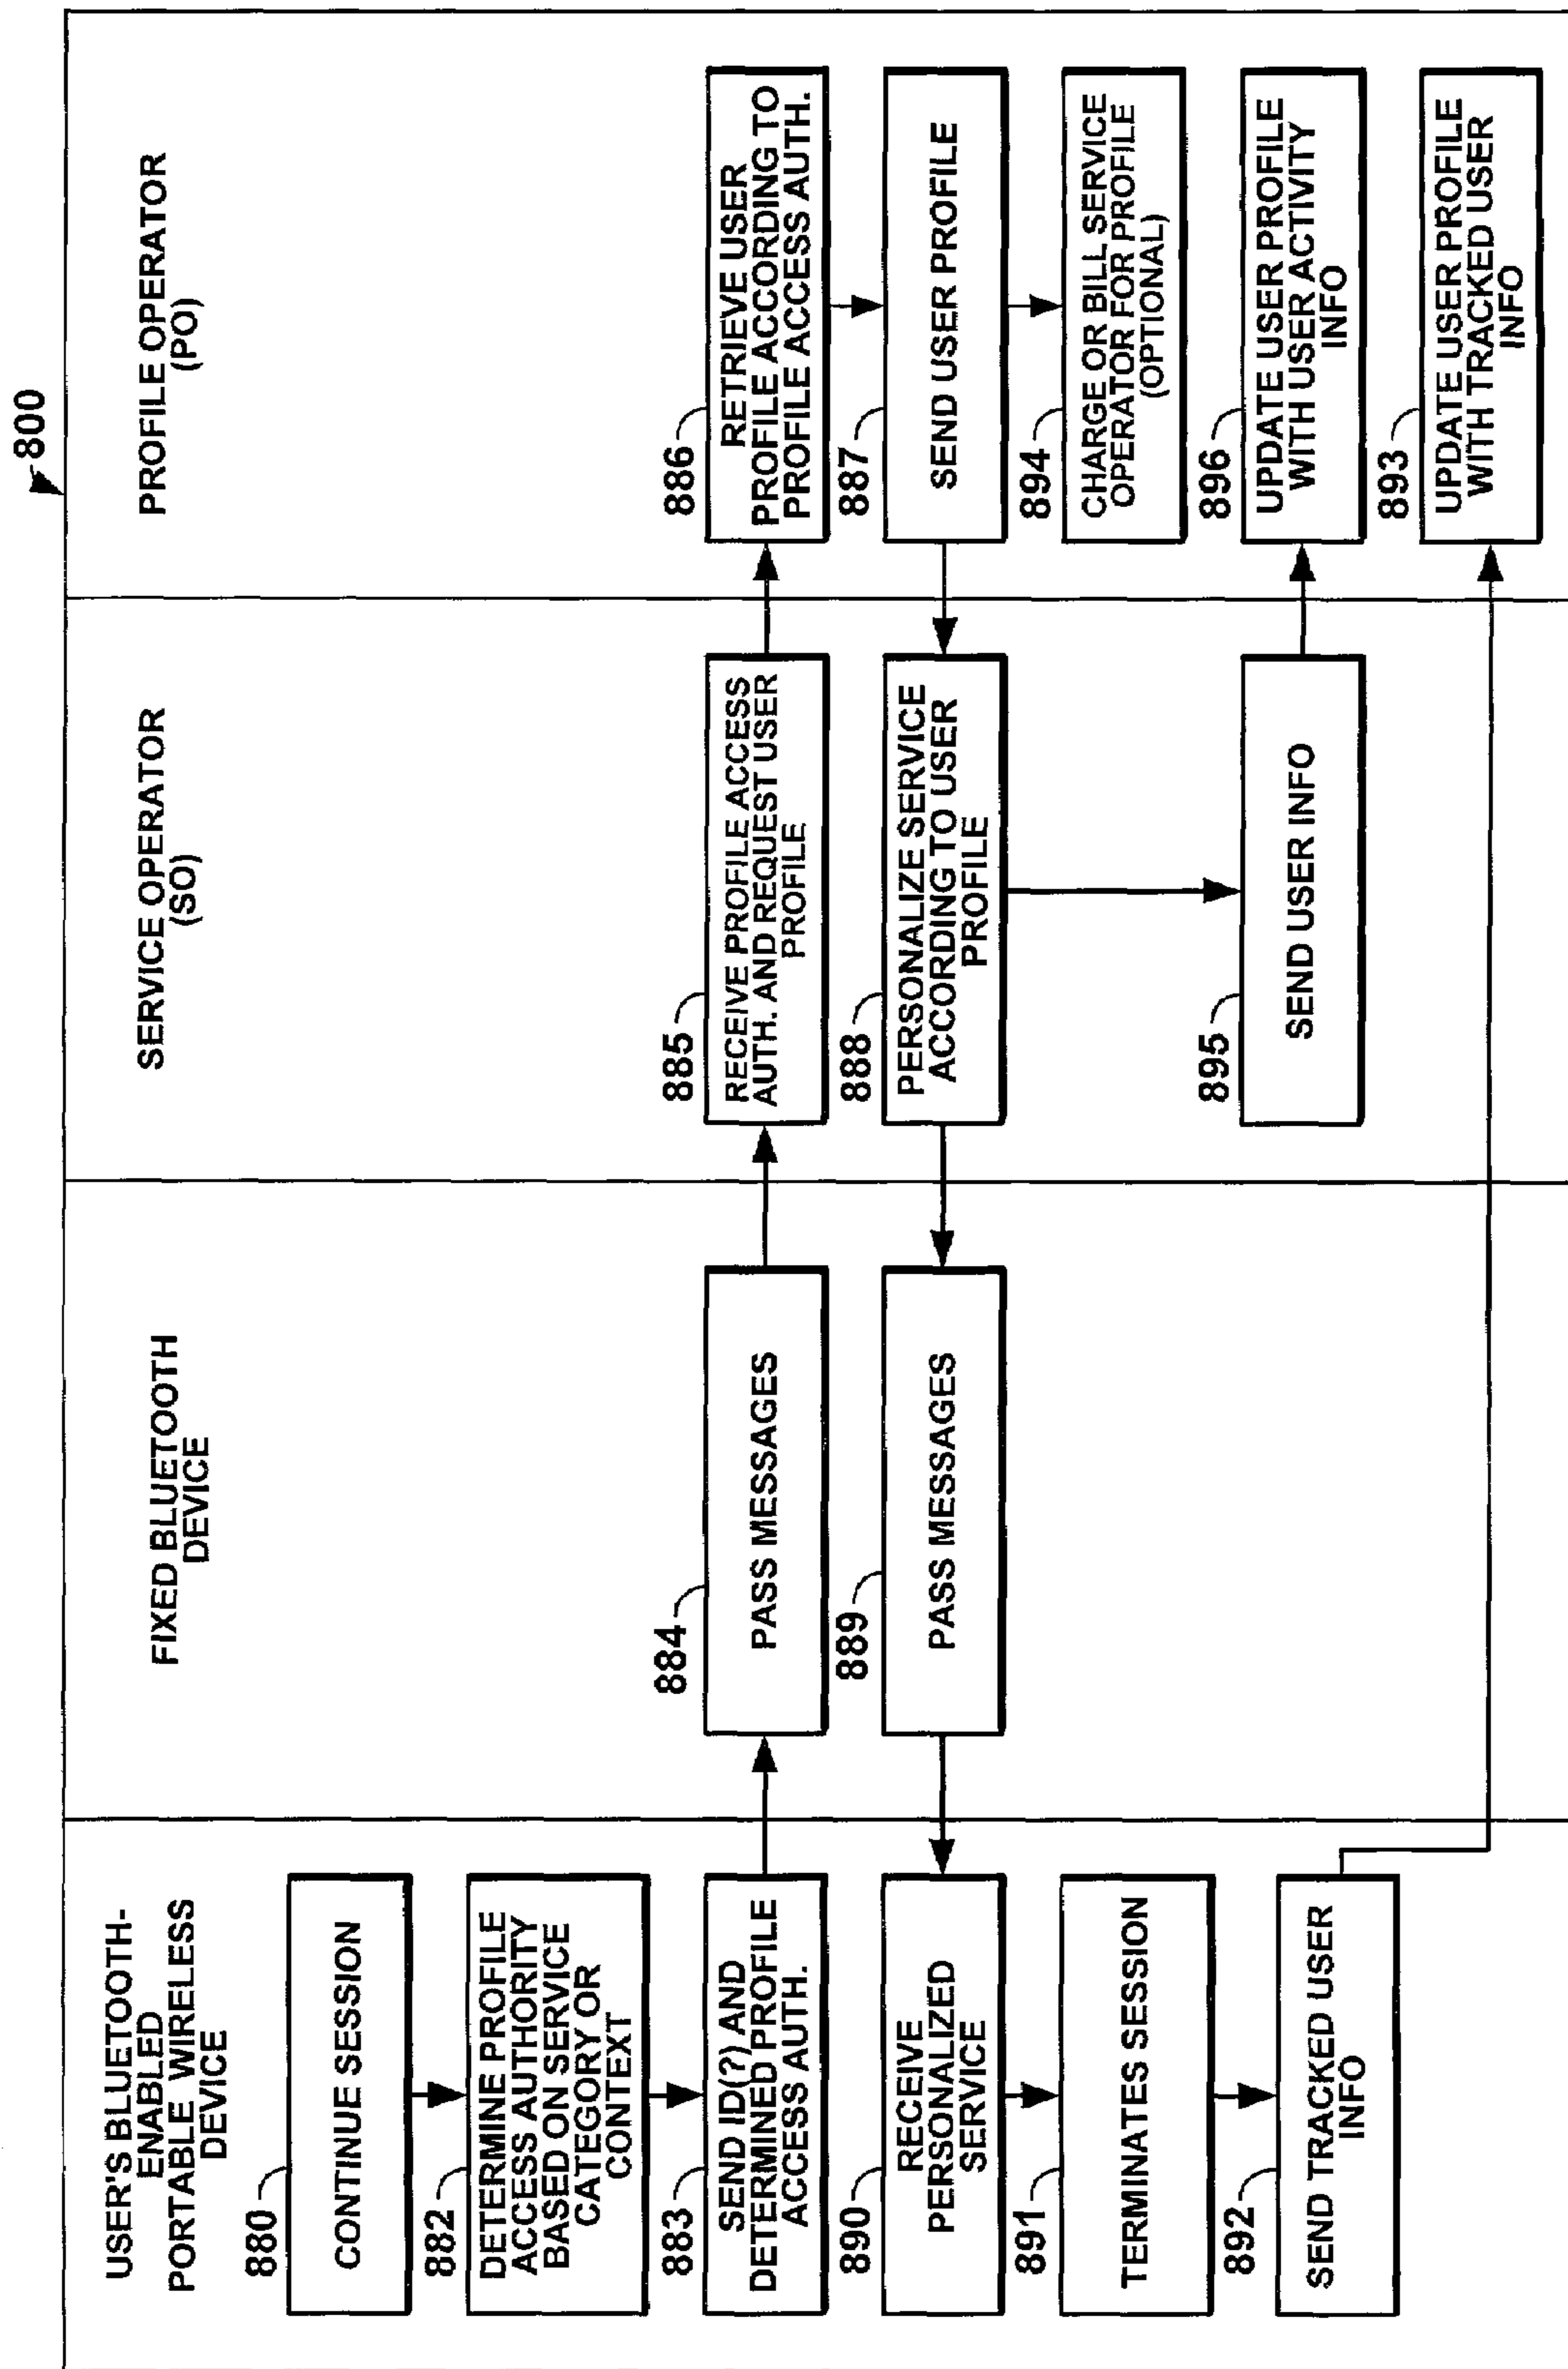 800
USER'S BLUETOOTH-
ENABLED
PORTABLE WIRELESS
DEVICE
FIXED BLUETOOTH
DEVICE
SERVICE OPERATOR
(SO)
PROFILE OPERATOR
(PO)
880
CONTINUE SESSION
882
DETERMINE PROFILE
ACCESS AUTHORITY
BASED ON SERVICE
CATEGORY OR
CONTEXT
883
SEND ID(?) AND
DETERMINED PROFILE
ACCESS AUTH.
884
PASS MESSAGES
885
RECEIVE PROFILE ACCESS
AUTH. AND REQUEST USER
PROFILE
886
RETRIEVE USER
PROFILE ACCORDING TO
PROFILE ACCESS AUTH.
890
RECEIVE
PERSONALIZED
SERVICE
889
PASS MESSAGES
888
PERSONALIZE SERVICE
ACCORDING TO USER
PROFILE
887
SEND USER PROFILE
891
TERMINATES SESSION
894
CHARGE OR BILL SERVICE
OPERATOR FOR PROFILE
(OPTIONAL)
892
SEND TRACKED USER
INFO
895
SEND USER INFO
896
UPDATE USER PROFILE
WITH USER ACTIVITY
INFO
893
UPDATE USER PROFILE
WITH TRACKED USER
INFO